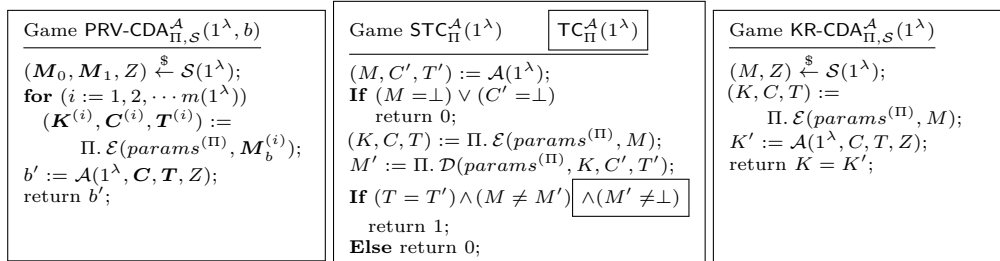 Game PRV-CDA^𝒜_{Π,𝒮}(1^λ, b)
(M_0, M_1, Z) ←$ 𝒮(1^λ);
for (i := 1, 2, ⋯ m(1^λ))
(K^(i), C^(i), T^(i)) :=
Π. ℰ(params^(Π), M_b^(i));
b′ := 𝒜(1^λ, C, T, Z);
return b′;
Game STC^𝒜_Π(1^λ) TC^𝒜_Π(1^λ)
(M, C′, T′) := 𝒜(1^λ);
If (M =⊥) ∨ (C′ =⊥)
return 0;
(K, C, T) := Π. ℰ(params^(Π), M);
M′ := Π. 𝒟(params^(Π), K, C′, T′);
If (T = T′)∧(M ≠ M′) ∧(M′ ≠⊥)
return 1;
Else return 0;
Game KR-CDA^𝒜_{Π,𝒮}(1^λ)
(M, Z) ←$ 𝒮(1^λ);
(K, C, T) :=
Π. ℰ(params^(Π), M);
K′ := 𝒜(1^λ, C, T, Z);
return K = K′;